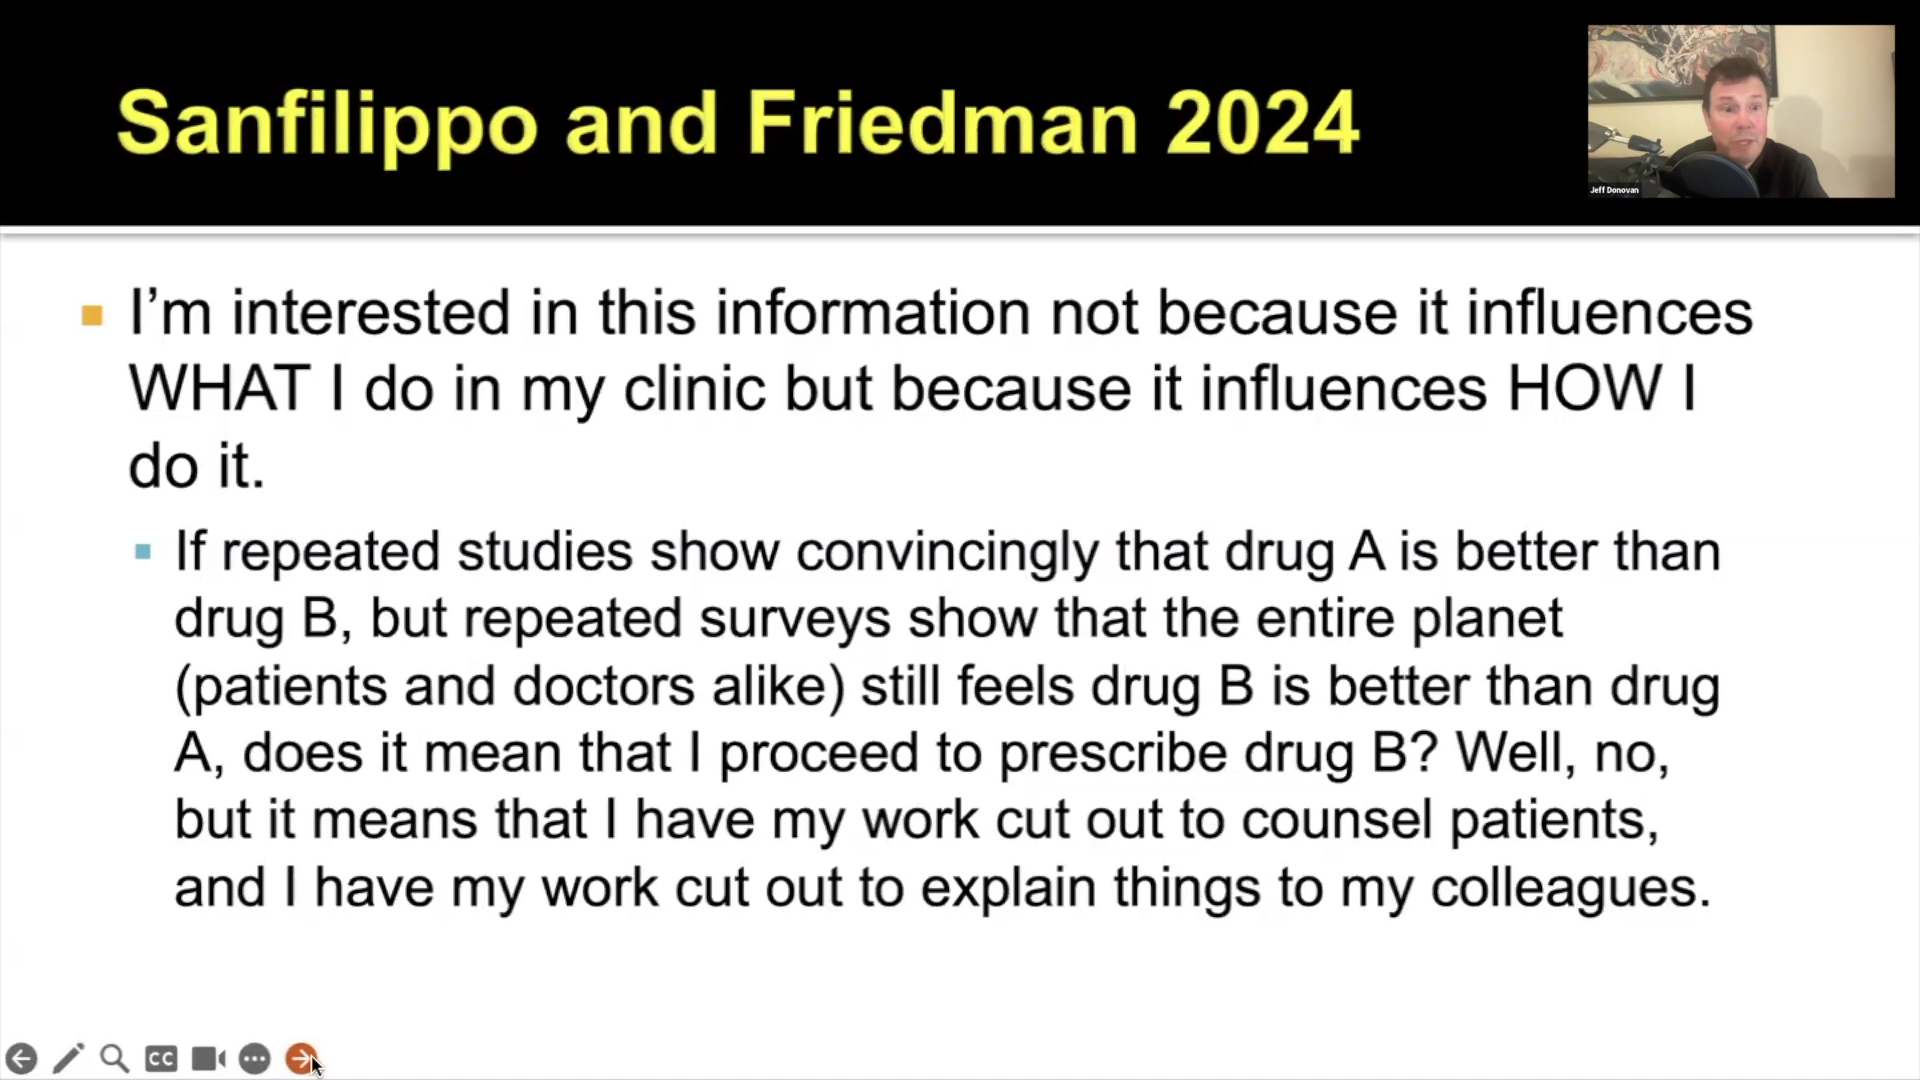 Sanfilippo and Friedman 2024
Jeff Donovan
I’m interested in this information not because it influences
WHAT I do in my clinic but because it influences HOW I
do it.
If repeated studies show convincingly that drug A is better than
drug B, but repeated surveys show that the entire planet
(patients and doctors alike) still feels drug B is better than drug
A, does it mean that I proceed to prescribe drug B? Well, no,
but it means that I have my work cut out to counsel patients,
and I have my work cut out to explain things to my colleagues.
CC